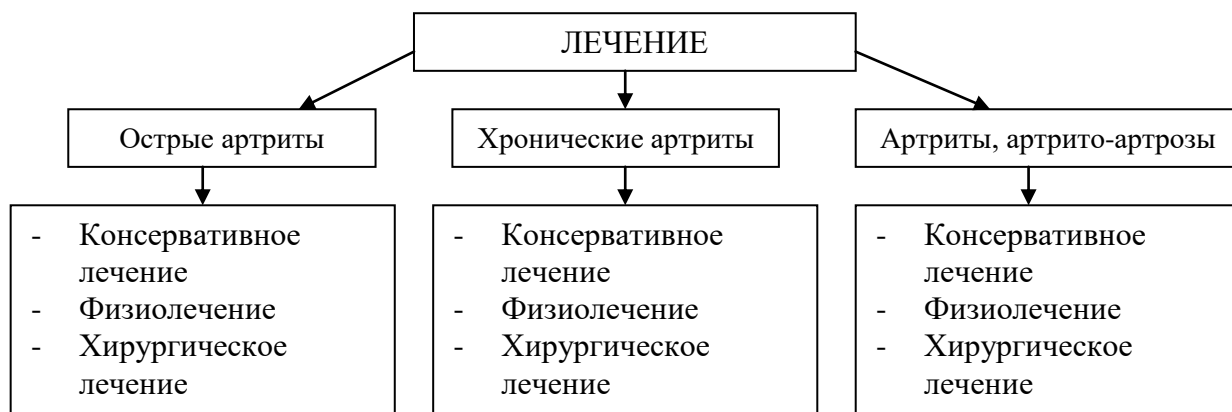 ЛЕЧЕНИЕ
Острые артриты
Хронические артриты
Артриты, артрито-артрозы
- Консервативное
лечение
- Физиолечение
- Хирургическое
лечение
- Консервативное
лечение
- Физиолечение
- Хирургическое
лечение
- Консервативное
лечение
- Физиолечение
- Хирургическое
лечение